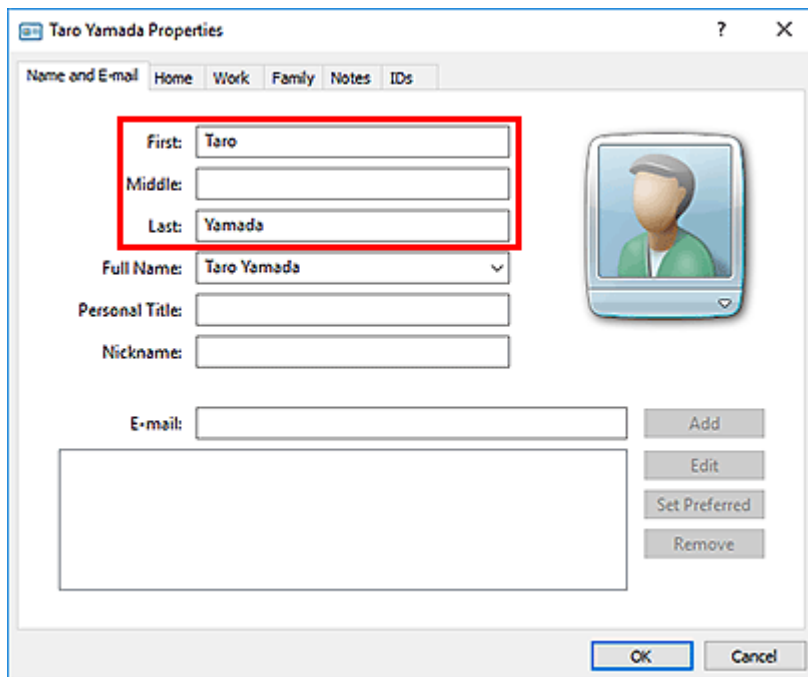 Taro Yamada Properties ?
Name and E-mail Home Work Family Notes IDs
First: Taro
Middle:
Last: Yamada
Full Name: Taro Yamada
Personal Title:
Nickname:
E-mail: Add
Edit
Set Preferred
Remove
OK Cancel